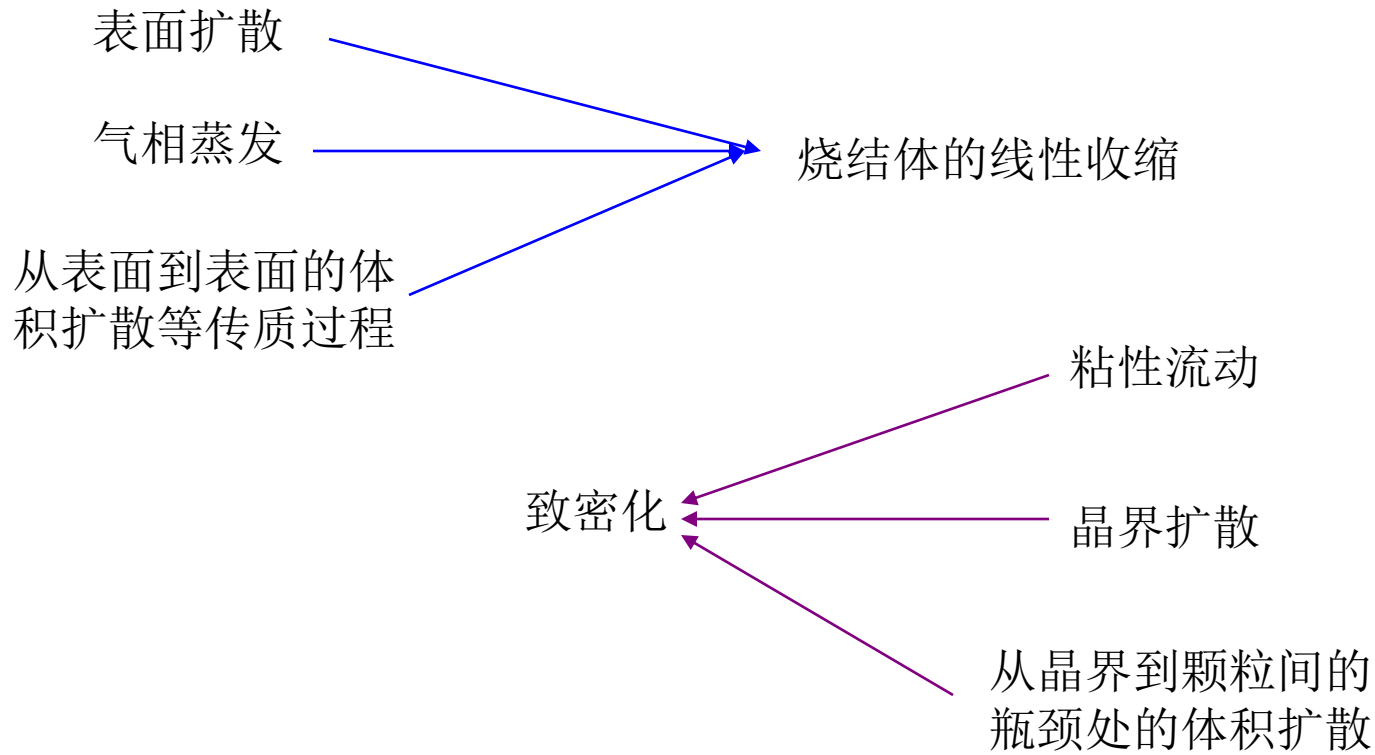 表面扩散
气相蒸发
烧结体的线性收缩
从表面到表面的体
积扩散等传质过程
粘性流动
致密化
晶界扩散
从晶界到颗粒间的
瓶颈处的体积扩散